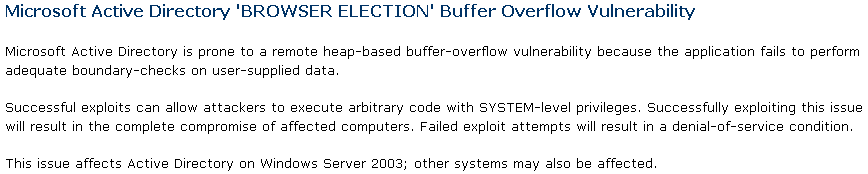 Microsoft Active Directory 'BROWSER ELECTION' Buffer Overflow Vulnerability
Microsoft Active Directory is prone to a remote heap-based buffer-overflow vulnerability because the application fails to perform
adequate boundary-checks on user-supplied data.
Successful exploits can allow attackers to execute arbitrary code with SYSTEM-level privileges. Successfully exploiting this issue
will result in the complete compromise of affected computers. Failed exploit attempts will result in a denial-of-service condition.
This issue affects Active Directory on Windows Server 2003; other systems may also be affected.